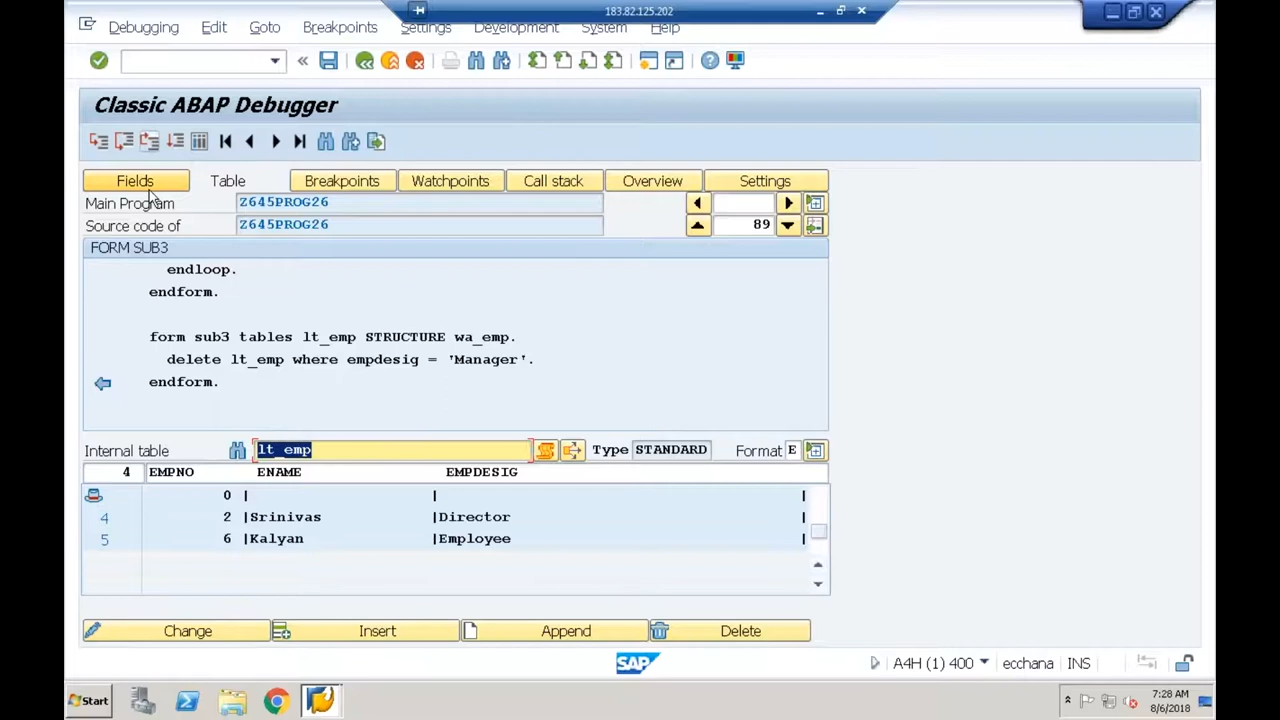 183.82.125.202
Debugging Edit Goto Breakpoints Settings Development System Help
Classic ABAP Debugger
Fields Table Breakpoints Watchpoints Call stack Overview Settings
Main Program Z645PROG26
Source code of Z645PROG26 89
FORM SUB3
endloop.
endform.
form sub3 tables lt_emp STRUCTURE wa_emp.
delete lt_emp where empdesig = 'Manager'.
endform.
Internal table lt_emp Type STANDARD Format E
4 EMPNO ENAME EMPDESIG
0 | | |
4 2 |Srinivas |Director |
5 6 |Kalyan |Employee |
Change Insert Append Delete
SAP A4H (1) 400 ecchana INS
Start 7:28 AM
8/6/2018